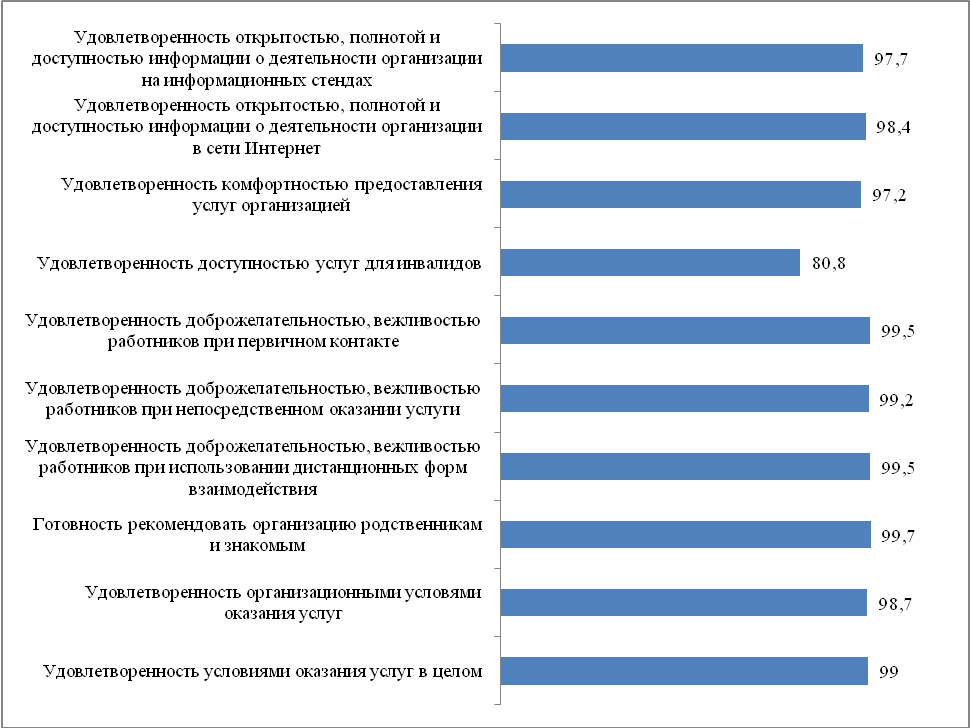 Удовлетворенность открытостью, полнотой и
доступностью информации о деятельности организации
на информационных стендах
97,7
Удовлетворенность открытостью, полнотой и
доступностью информации о деятельности организации
в сети Интернет
98,4
Удовлетворенность комфортностью предоставления
услуг организацией
97,2
Удовлетворенность доступностью услуг для инвалидов
80,8
Удовлетворенность доброжелательностью, вежливостью
работников при первичном контакте
99,5
Удовлетворенность доброжелательностью, вежливостью
работников при непосредственном оказании услуги
99,2
Удовлетворенность доброжелательностью, вежливостью
работников при использовании дистанционных форм
взаимодействия
99,5
Готовность рекомендовать организацию родственникам
и знакомым
99,7
Удовлетворенность организационными условями
оказания услуг
98,7
Удовлетворенность условиями оказания услуг в целом
99